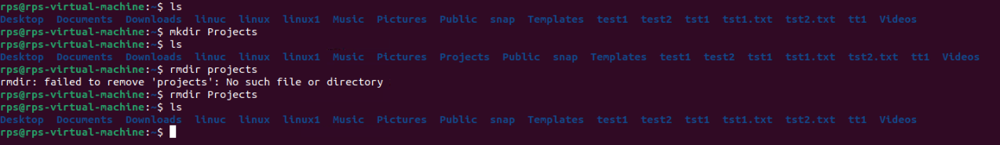 rps@rps-virtual-machine:~$ ls
Desktop  Documents  Downloads  linuc  linux  linux1  Music  Pictures  Public  snap  Templates  test1  test2  tst1  tst1.txt  tst2.txt  tt1  Videos
rps@rps-virtual-machine:~$ mkdir Projects
rps@rps-virtual-machine:~$ ls
Desktop  Documents  Downloads  linuc  linux  linux1  Music  Pictures  Projects  Public  snap  Templates  test1  test2  tst1  tst1.txt  tst2.txt  tt1  Videos
rps@rps-virtual-machine:~$ rmdir projects
rmdir: failed to remove 'projects': No such file or directory
rps@rps-virtual-machine:~$ rmdir Projects
rps@rps-virtual-machine:~$ ls
Desktop  Documents  Downloads  linuc  linux  linux1  Music  Pictures  Public  snap  Templates  test1  test2  tst1  tst1.txt  tst2.txt  tt1  Videos
rps@rps-virtual-machine:~$